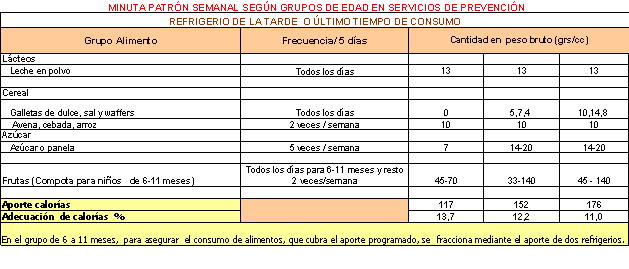 MINUTA PATRÓN SEMANAL SEGÚN GRUPOS DE EDAD EN SERVICIOS DE PREVENCIÓN
REFRIGERIO DE LA TARDE O ÚLTIMO TIEMPO DE CONSUMO
Grupo Alimento Frecuencia/ 5 días Cantidad en peso bruto (grs/cc)
Lácteos
Leche en polvo Todos los días 13 13 13
Cereal
Galletas de dulce, sal y waffers Todos los días 0 5,7,4 10,14,8
Avena, cebada, arroz 2 veces / semana 10 10 10
Azúcar
Azúcar o panela 5 veces / semana 7 14-20 14-20
Todos los días para 6-11 meses y resto
Frutas (Compota para niños de 6-11 meses) 2 veces/semana 45-70 33-140 45 - 140
Aporte calorías 117 152 176
Adecuación de calorías % 13,7 12,2 11,0
En el grupo de 6 a 11 meses, para asegurar el consumo de alimentos, que cubra el aporte programado, se fracciona mediante el aporte de dos refrigerios.